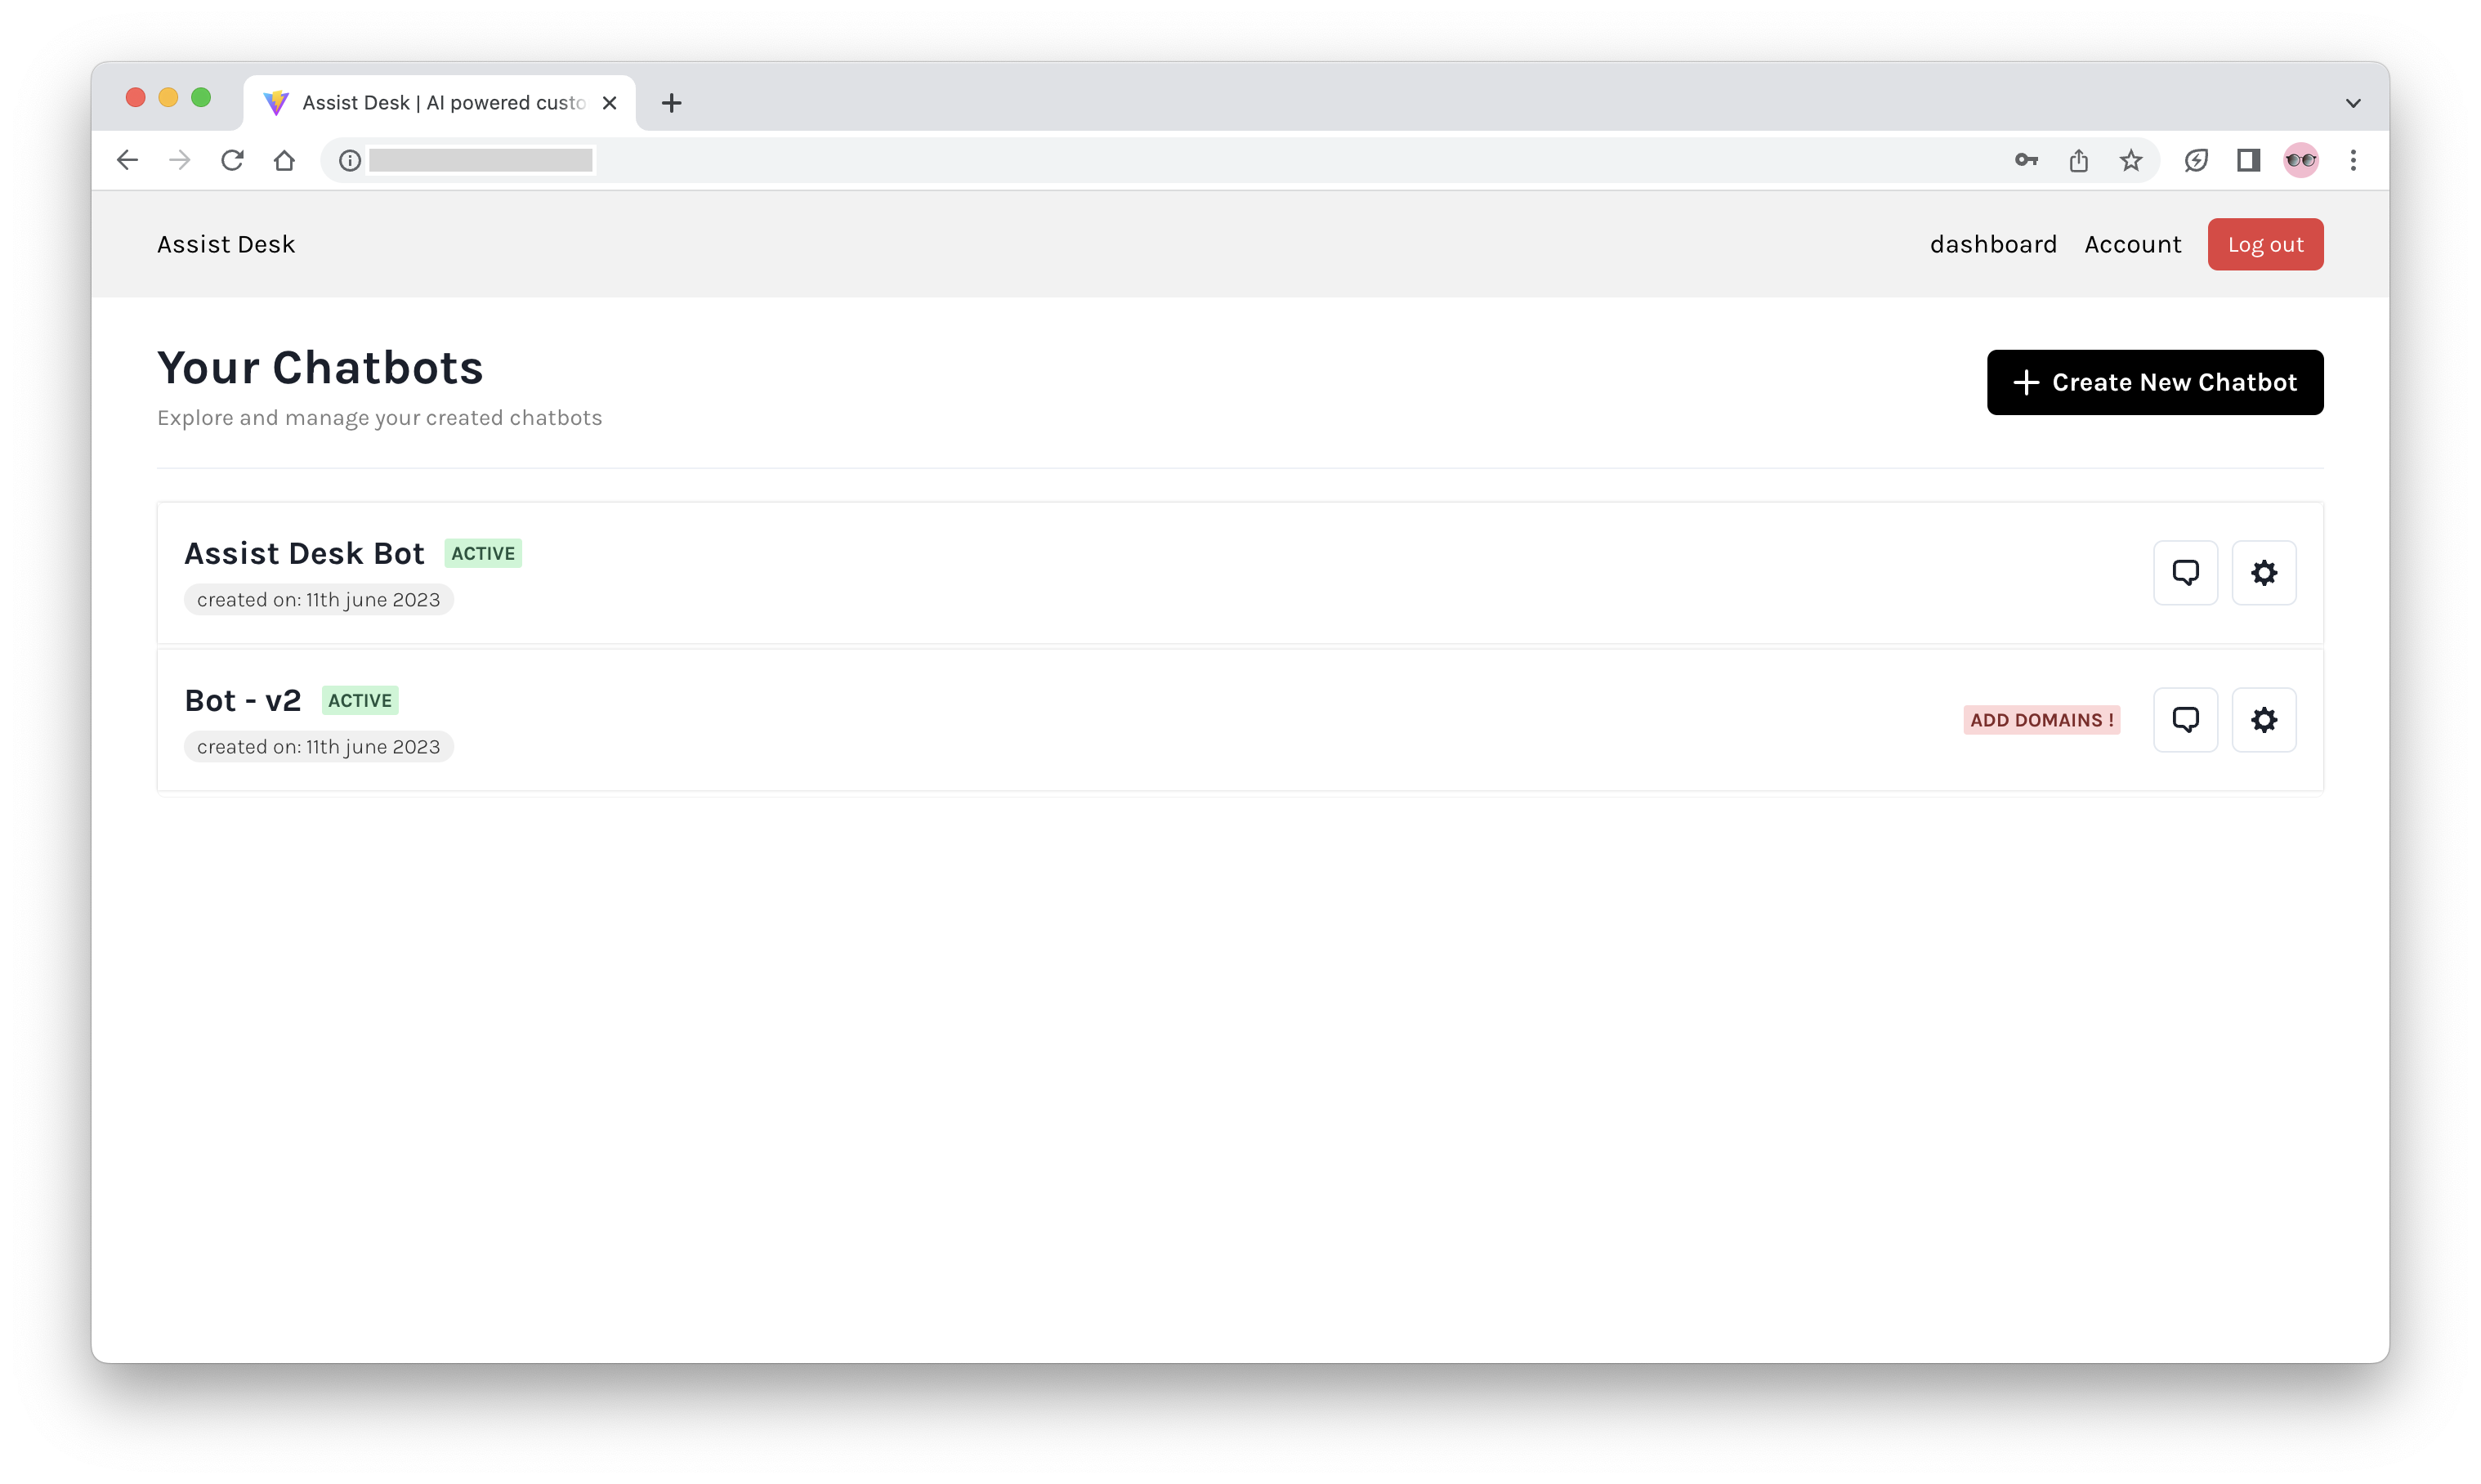 Assist Desk | AI powered custo
Assist Desk
dashboard
Account
Log out
Your Chatbots
Explore and manage your created chatbots
Create New Chatbot
Assist Desk Bot
ACTIVE
created on: 11th june 2023
Bot - v2
ACTIVE
created on: 11th june 2023
ADD DOMAINS !